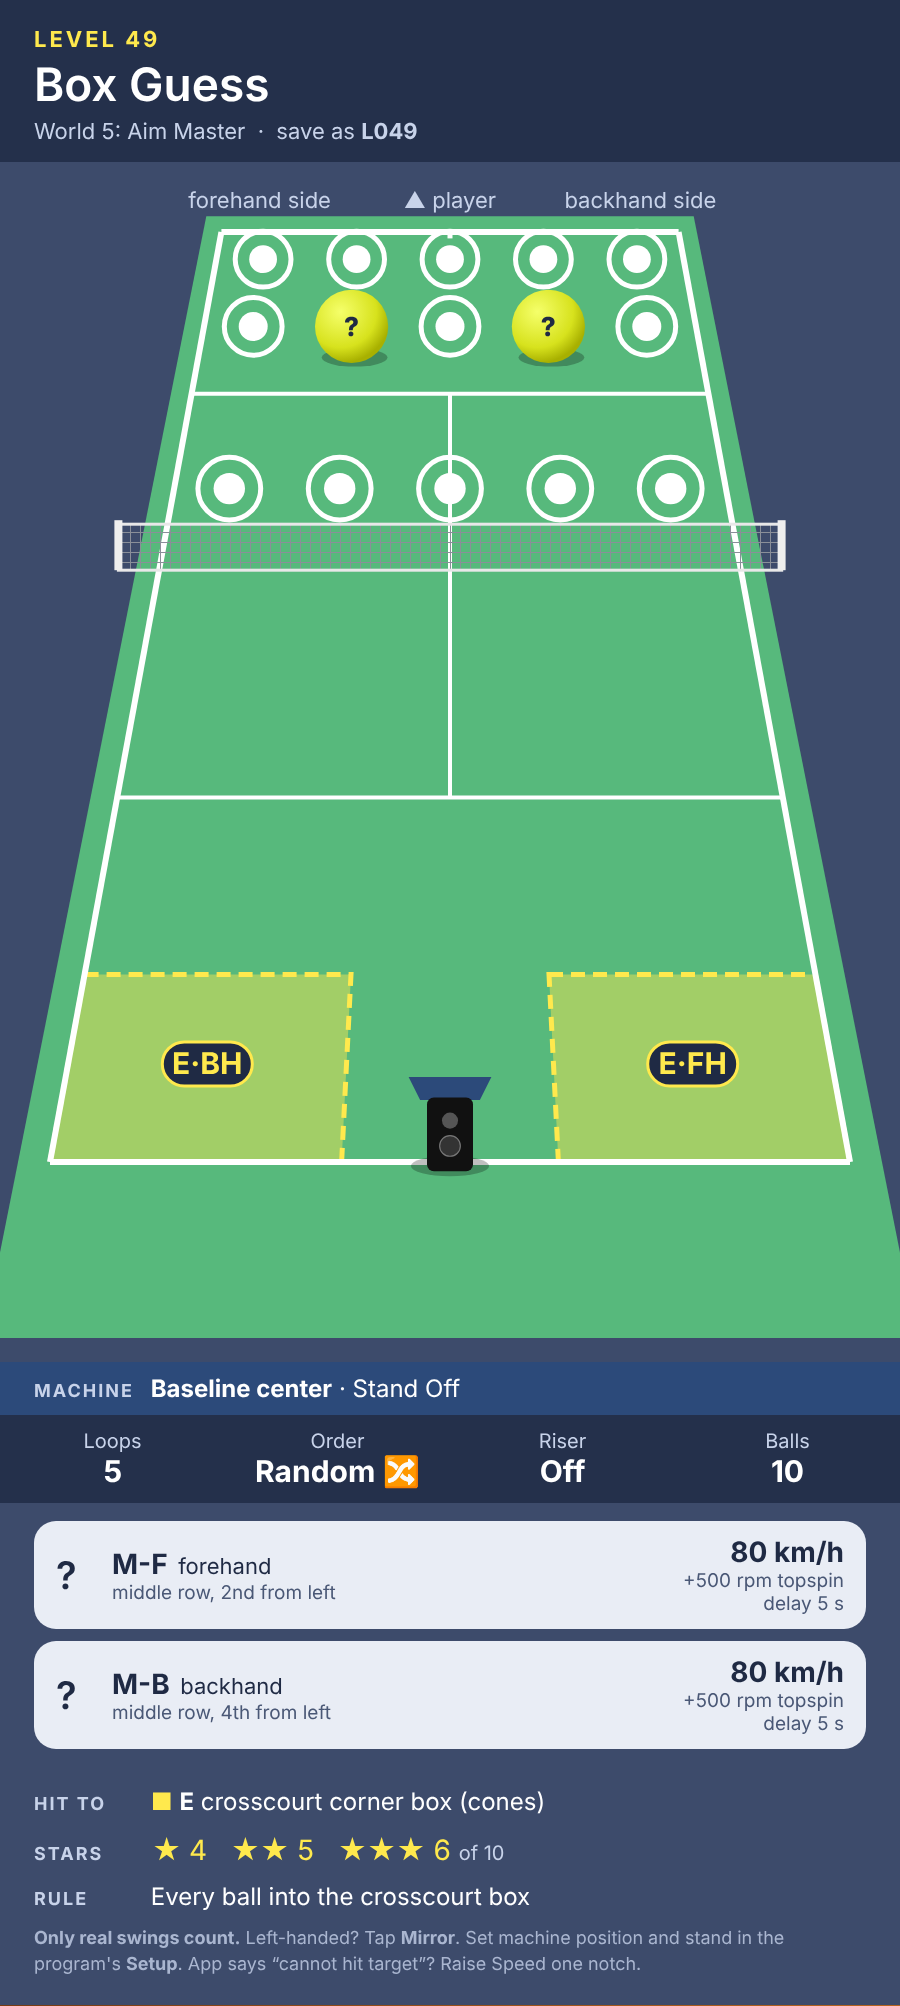 LEVEL 49
Box Guess
World 5: Aim Master · save as L049
forehand side ▲ player backhand side
? ?
E·BH E·FH
MACHINE Baseline center · Stand Off
Loops Order Riser Balls
5 Random 🔀 Off 10
? M-F forehand 80 km/h
middle row, 2nd from left +500 rpm topspin
delay 5 s
? M-B backhand 80 km/h
middle row, 4th from left +500 rpm topspin
delay 5 s
HIT TO E crosscourt corner box (cones)
STARS ★ 4 ★★ 5 ★★★ 6 of 10
RULE Every ball into the crosscourt box
Only real swings count. Left-handed? Tap Mirror. Set machine position and stand in the
program's Setup. App says “cannot hit target”? Raise Speed one notch.